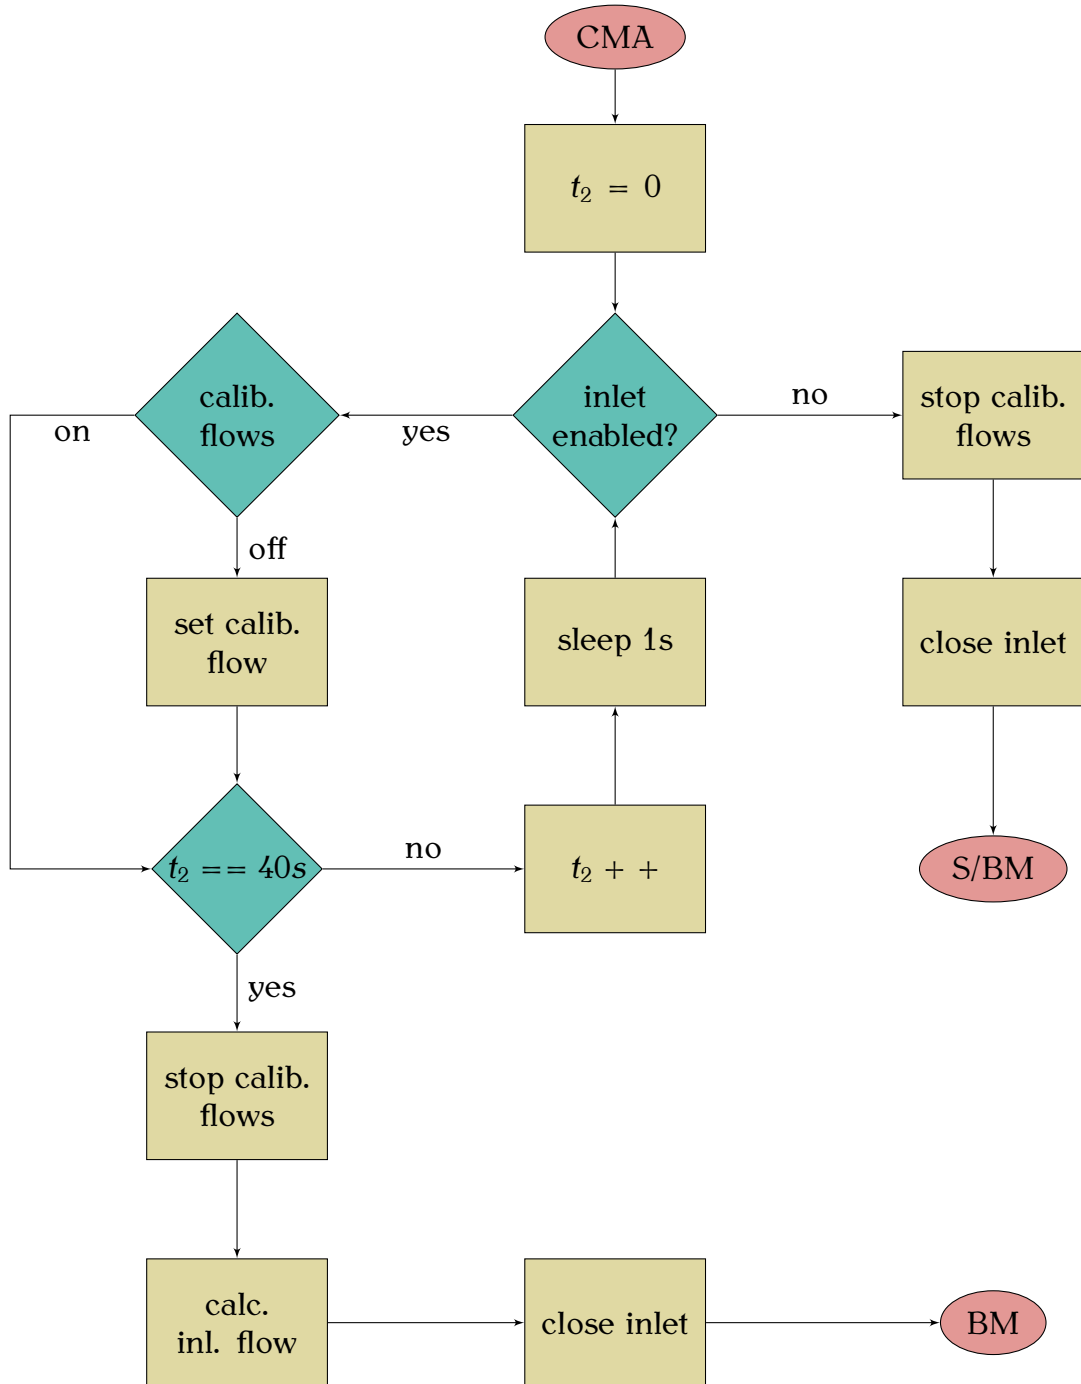 CMA
t₂ = 0
calib.
flows
inlet
enabled?
stop calib.
flows
on
yes
no
off
set calib.
flow
sleep 1s
close inlet
t₂ == 40s
no
t₂ + +
S/BM
yes
stop calib.
flows
calc.
inl. flow
close inlet
BM